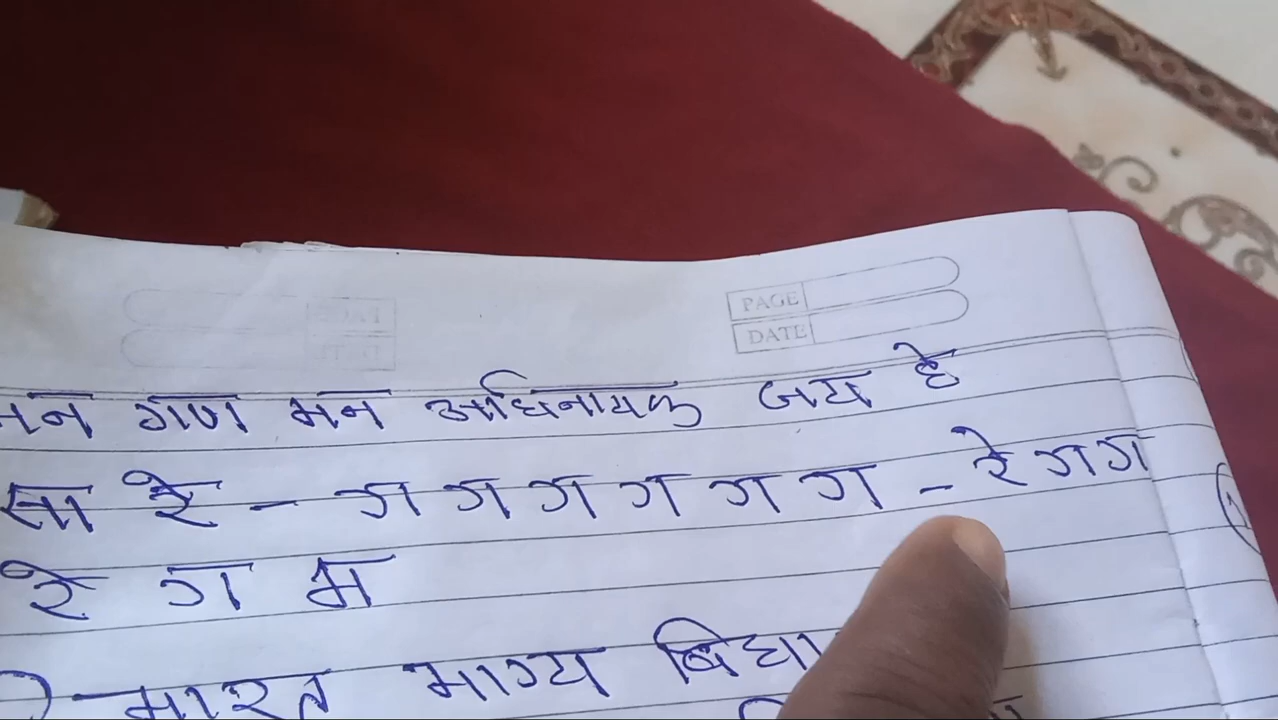 PAGE
DATE
गण मन अधिनायक जय हे
सा रे - ग ग ग ग ग ग - रे ग ग
रे ग म
भारत भाग्य